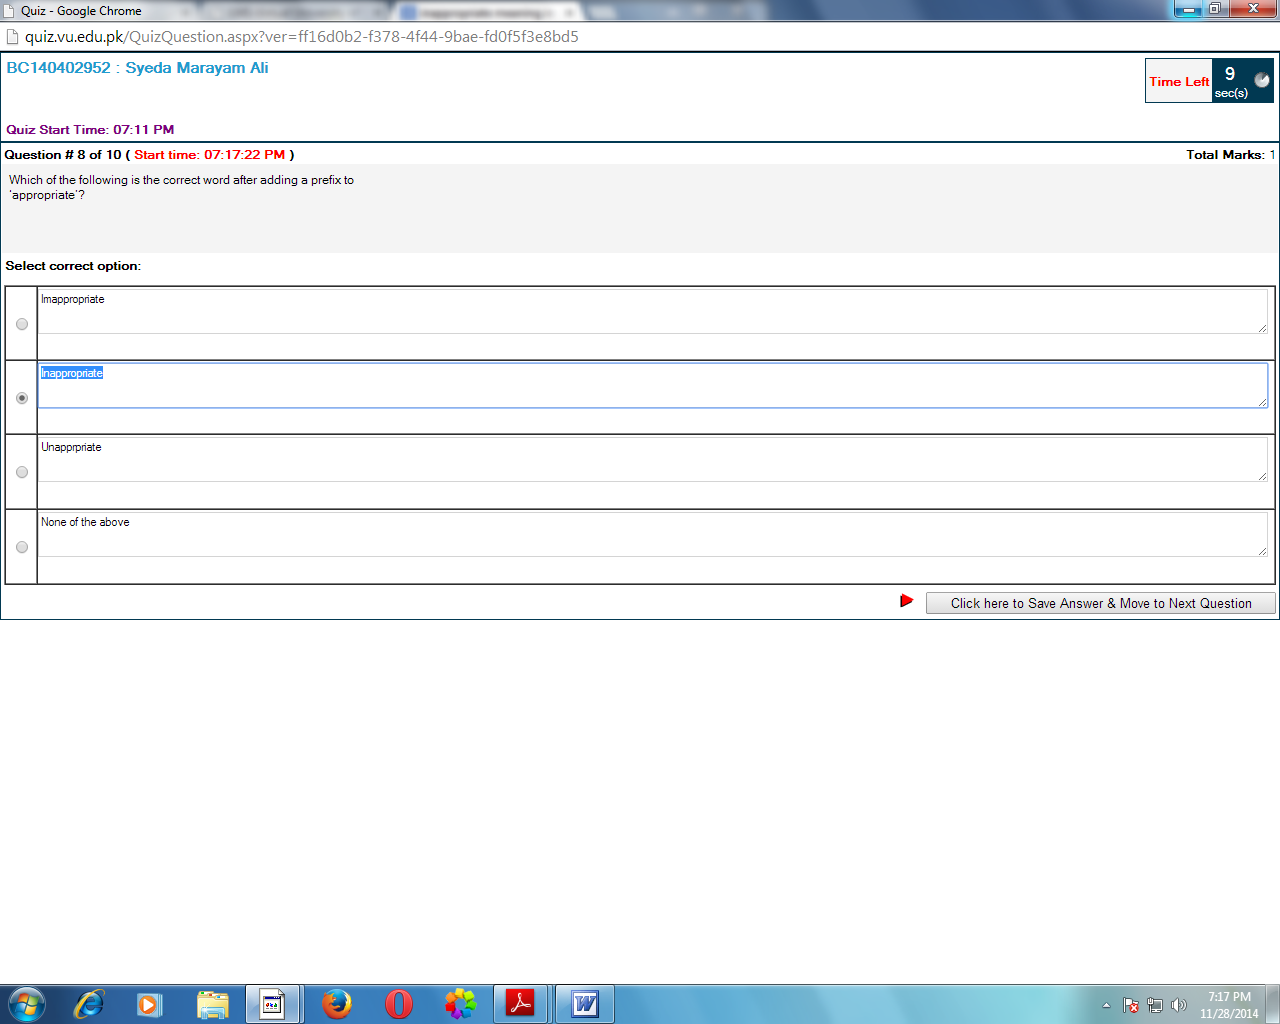 Quiz - Google Chrome
quiz.vu.edu.pk/QuizQuestion.aspx?ver=ff16d0b2-f378-4f44-9bae-fd0f5f3e8bd5
BC140402952 : Syeda Marayam Ali
Time Left 9 sec(s)
Quiz Start Time: 07:11 PM
Question # 8 of 10 ( Start time: 07:17:22 PM )
Total Marks: 1
Which of the following is the correct word after adding a prefix to
'appropriate'?
Select correct option:
Imappropriate
Inappropriate
Unapprpriate
None of the above
Click here to Save Answer & Move to Next Question
7:17 PM
11/28/2014